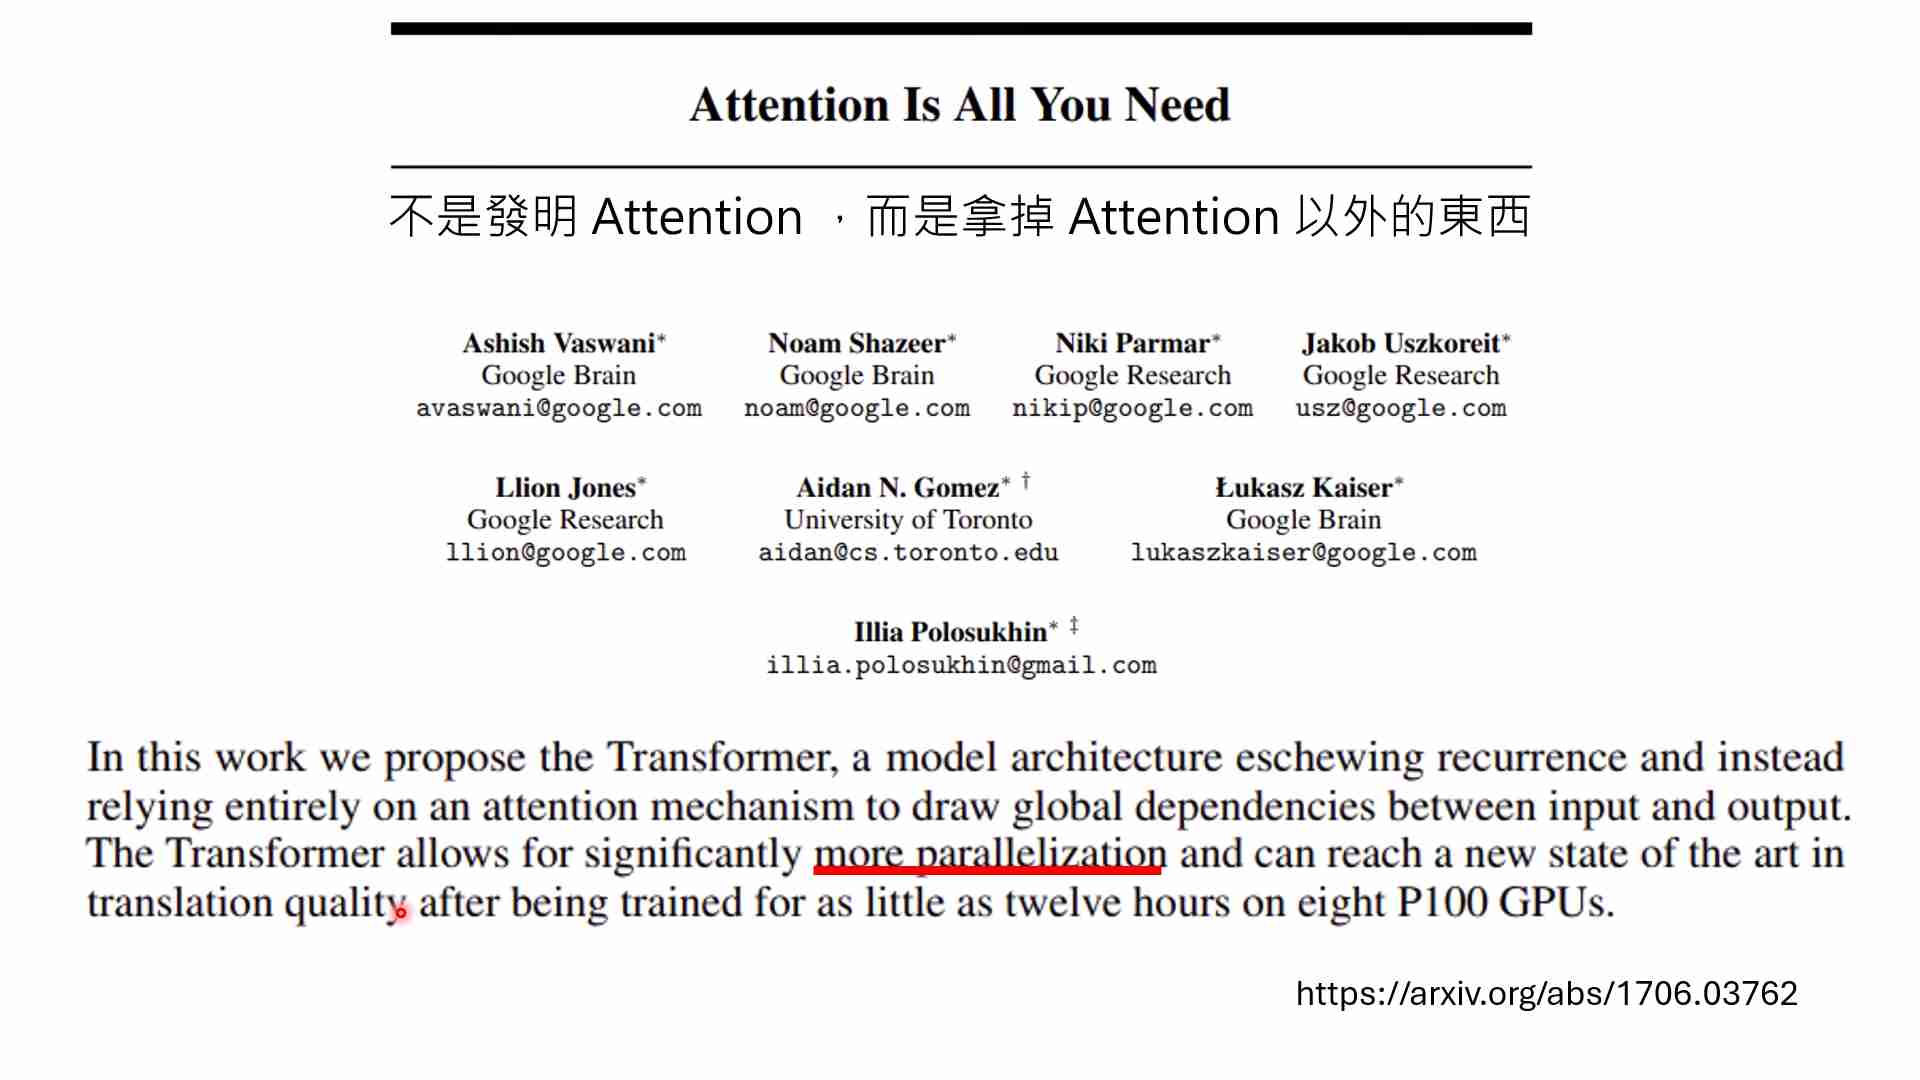 Attention Is All You Need
不是發明 Attention ，而是拿掉 Attention 以外的東西
Ashish Vaswani* Noam Shazeer* Niki Parmar* Jakob Uszkoreit*
Google Brain Google Brain Google Research Google Research
avaswani@google.com noam@google.com nikip@google.com usz@google.com
Llion Jones* Aidan N. Gomez* † Łukasz Kaiser*
Google Research University of Toronto Google Brain
llion@google.com aidan@cs.toronto.edu lukaszkaiser@google.com
Illia Polosukhin* ‡
illia.polosukhin@gmail.com
In this work we propose the Transformer, a model architecture eschewing recurrence and instead
relying entirely on an attention mechanism to draw global dependencies between input and output.
The Transformer allows for significantly more parallelization and can reach a new state of the art in
translation quality after being trained for as little as twelve hours on eight P100 GPUs.
https://arxiv.org/abs/1706.03762